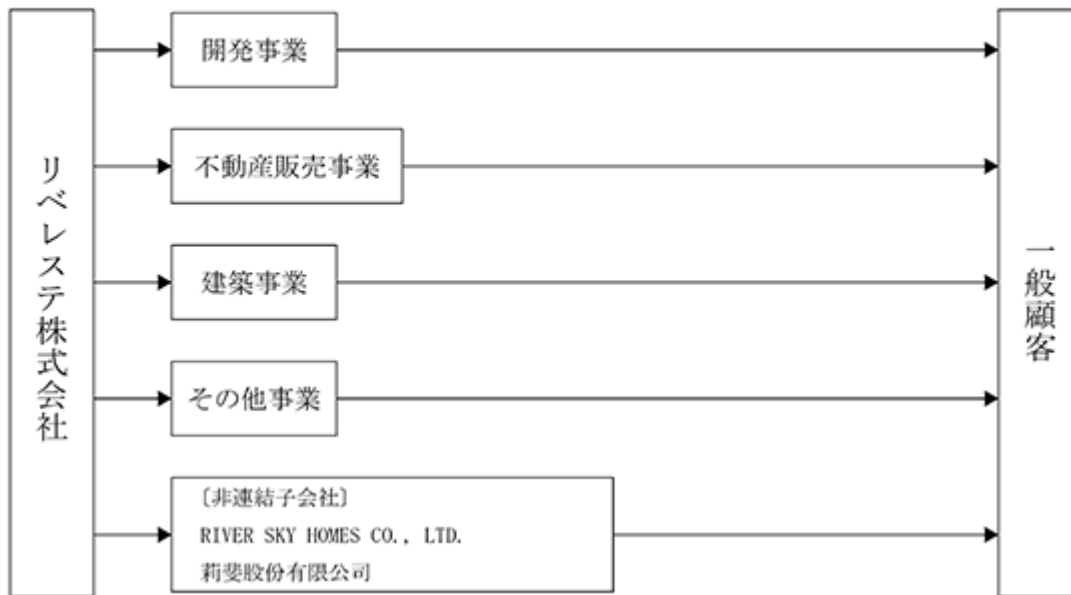 リベレステ株式会社
開発事業
不動産販売事業
建築事業
その他事業
〔非連結子会社〕
RIVER SKY HOMES CO., LTD.
莉斐股份有限公司
一般顧客